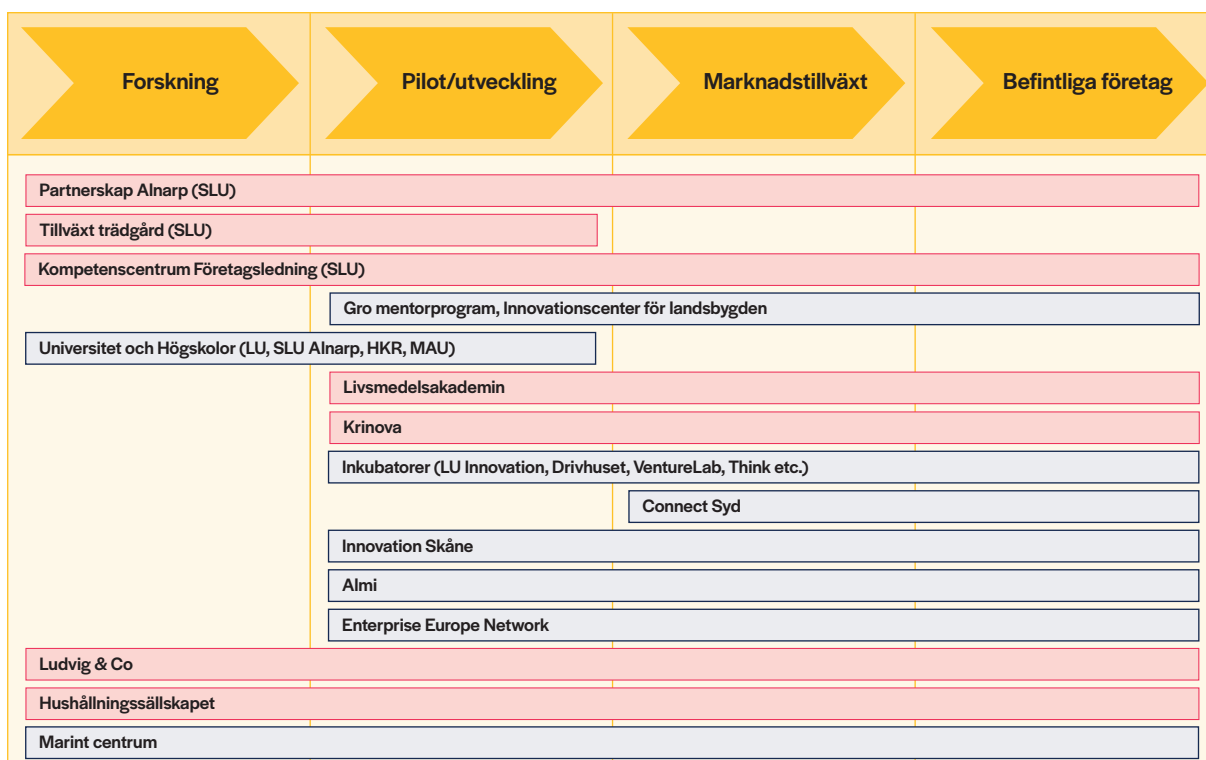 Forskning
Pilot/utveckling
Marknadstillväxt
Befintliga företag
Partnerskap Alnarp (SLU)
Tillväxt trädgård (SLU)
Kompetenscentrum Företagsledning (SLU)
Gro mentorprogram, Innovationscenter för landsbygden
Universitet och Högskolor (LU, SLU Alnarp, HKR, MAU)
Livsmedelsakademin
Krinova
Inkubatorer (LU Innovation, Drivhuset, VentureLab, Think etc.)
Connect Syd
Innovation Skåne
Almi
Enterprise Europe Network
Ludvig & Co
Hushållningssällskapet
Marint centrum